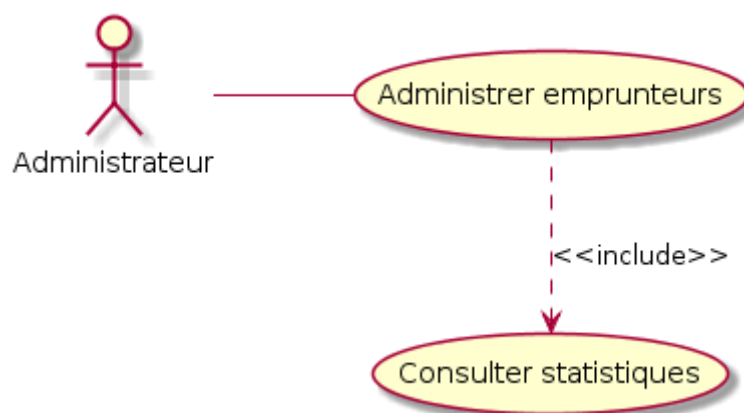 Administrer emprunteurs
Administrateur
<<include>>
Consulter statistiques